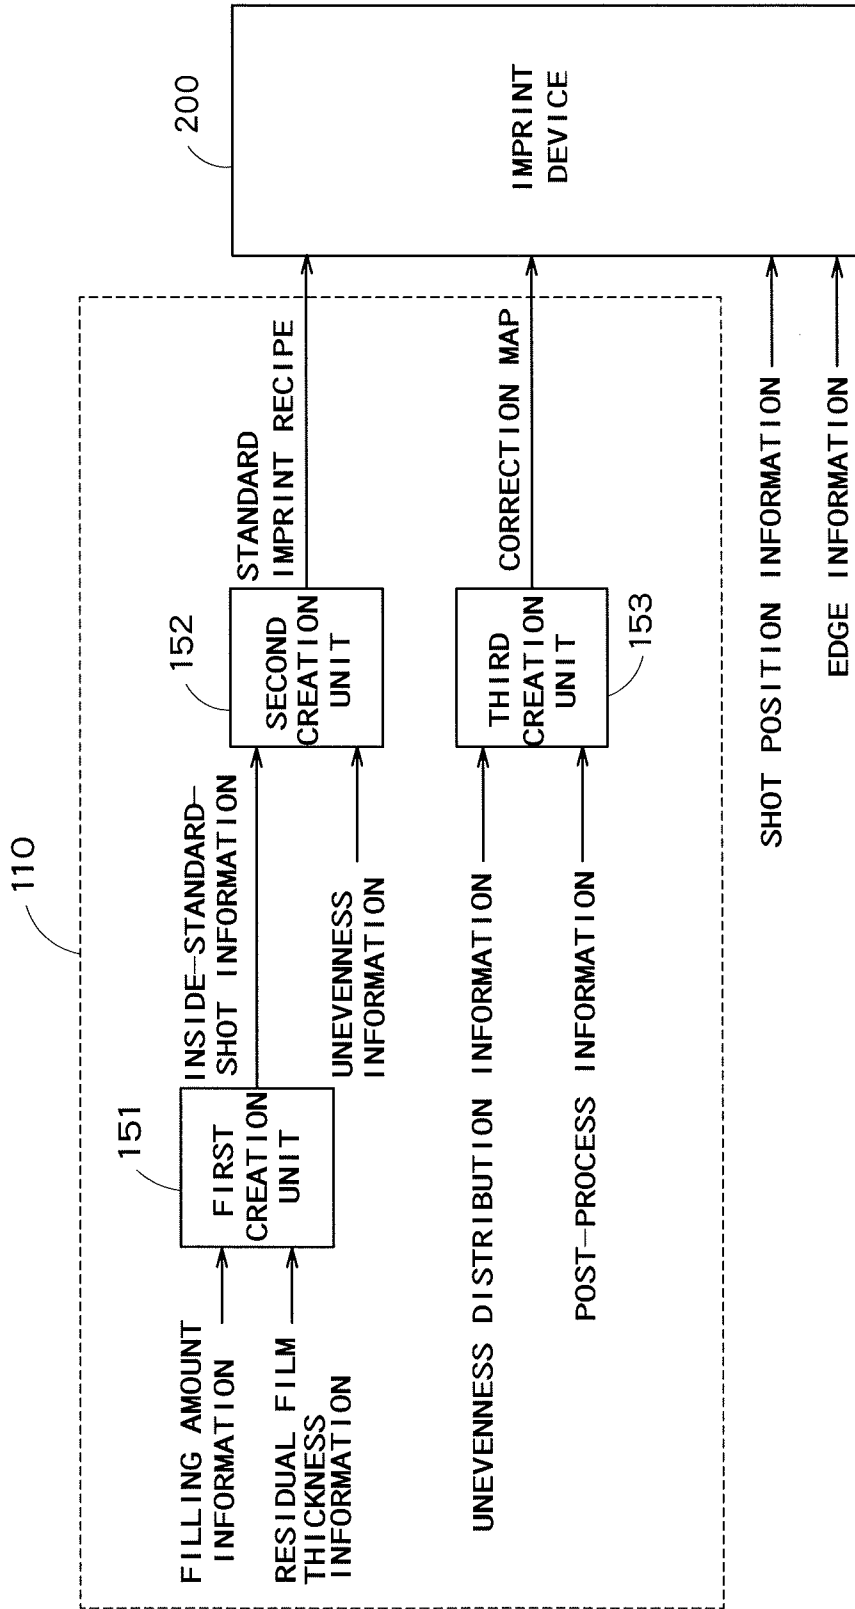 110
200
FILLING AMOUNT
INFORMATION
RESIDUAL FILM
THICKNESS
INFORMATION
151
FIRST
CREATION
UNIT
INSIDE-STANDARD-
SHOT INFORMATION
UNEVENNESS
INFORMATION
152
SECOND
CREATION
UNIT
STANDARD
IMPRINT RECIPE
UNEVENNESS DISTRIBUTION INFORMATION
POST-PROCESS INFORMATION
THIRD
CREATION
UNIT
153
CORRECTION MAP
IMPRINT
DEVICE
SHOT POSITION INFORMATION
EDGE INFORMATION